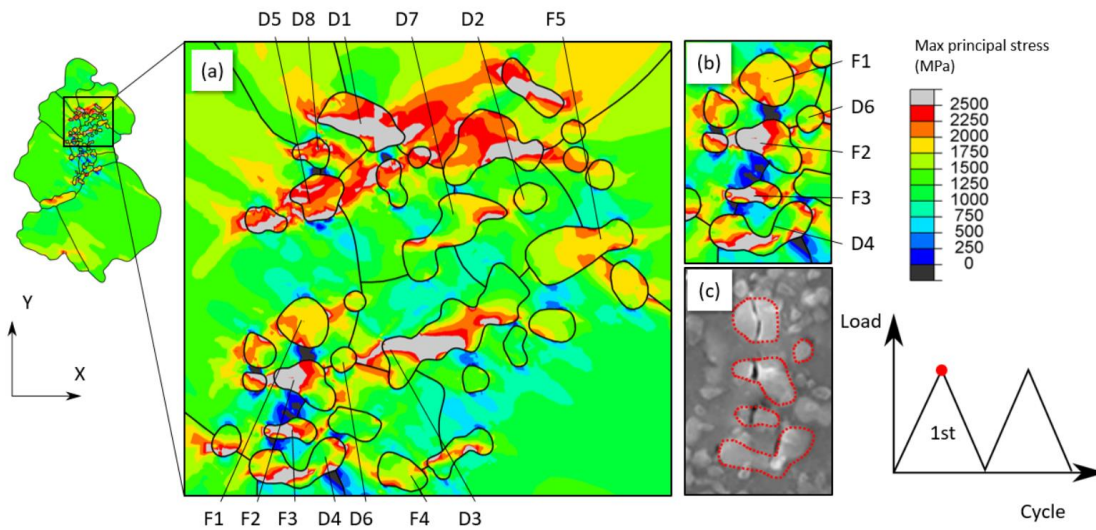 D5 D8 D1 D7 D2 F5
(a)
(b)
F1
D6
F2
F3
D4
(c)
Max principal stress
(MPa)
2500
2250
2000
1750
1500
1250
1000
750
500
250
0
Y
X
Load
1st
Cycle
F1 F2 F3 D4 D6 F4 D3